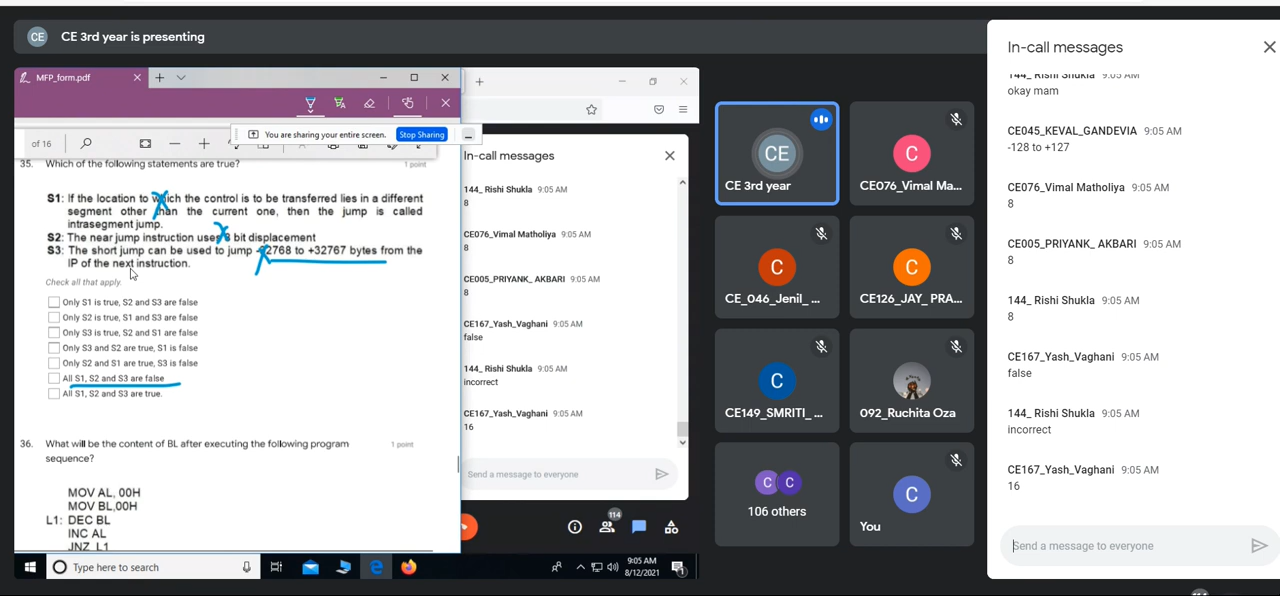 CE
CE 3rd year is presenting
MFP_form.pdf
of 16
You are sharing your entire screen.
Stop Sharing
35. Which of the following statements are true?
1 point
S1: If the location to which the control is to be transferred lies in a different
segment other than the current one, then the jump is called
intrasegment jump.
S2: The near jump instruction uses 8 bit displacement
S3: The short jump can be used to jump -32768 to +32767 bytes from the
IP of the next instruction.
Check all that apply.
Only S1 is true, S2 and S3 are false
Only S2 is true, S1 and S3 are false
Only S3 is true, S2 and S1 are false
Only S3 and S2 are true, S1 is false
Only S2 and S1 are true, S3 is false
All S1, S2 and S3 are false
All S1, S2 and S3 are true.
36. What will be the content of BL after executing the following program
sequence?
1 point
MOV AL, 00H
MOV BL,00H
L1: DEC BL
INC AL
JNZ L1
Type here to search
In-call messages
144_ Rishi Shukla 9:05 AM
8
CE076_Vimal Matholiya 9:05 AM
8
CE005_PRIYANK_ AKBARI 9:05 AM
8
CE167_Yash_Vaghani 9:05 AM
false
144_ Rishi Shukla 9:05 AM
incorrect
CE167_Yash_Vaghani 9:05 AM
16
Send a message to everyone
114
9:05 AM
8/12/2021
1
CE
CE 3rd year
C
CE076_Vimal Ma...
C
CE_046_Jenil_ ...
C
CE126_JAY_ PRA...
C
CE149_SMRITI_ ...
092_Ruchita Oza
C C
106 others
C
You
In-call messages
144_ Rishi Shukla 9:05 AM
okay mam
CE045_KEVAL_GANDEVIA 9:05 AM
-128 to +127
CE076_Vimal Matholiya 9:05 AM
8
CE005_PRIYANK_ AKBARI 9:05 AM
8
144_ Rishi Shukla 9:05 AM
8
CE167_Yash_Vaghani 9:05 AM
false
144_ Rishi Shukla 9:05 AM
incorrect
CE167_Yash_Vaghani 9:05 AM
16
Send a message to everyone